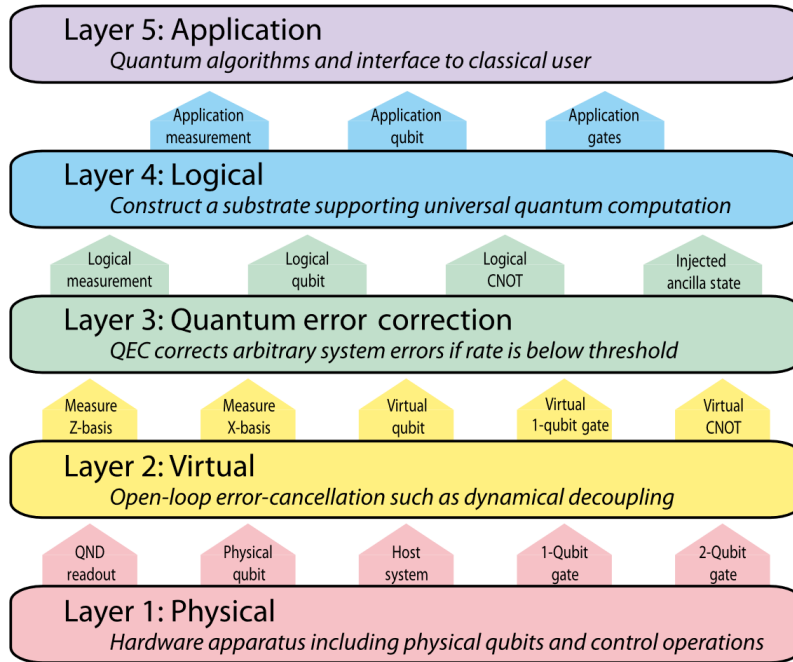 Layer 5: Application
Quantum algorithms and interface to classical user
Application
measurement
Application
qubit
Application
gates
Layer 4: Logical
Construct a substrate supporting universal quantum computation
Logical
measurement
Logical
qubit
Logical
CNOT
Injected
ancilla state
Layer 3: Quantum error correction
QEC corrects arbitrary system errors if rate is below threshold
Measure
Z-basis
Measure
X-basis
Virtual
qubit
Virtual
1-qubit gate
Virtual
CNOT
Layer 2: Virtual
Open-loop error-cancellation such as dynamical decoupling
QND
readout
Physical
qubit
Host
system
1-Qubit
gate
2-Qubit
gate
Layer 1: Physical
Hardware apparatus including physical qubits and control operations